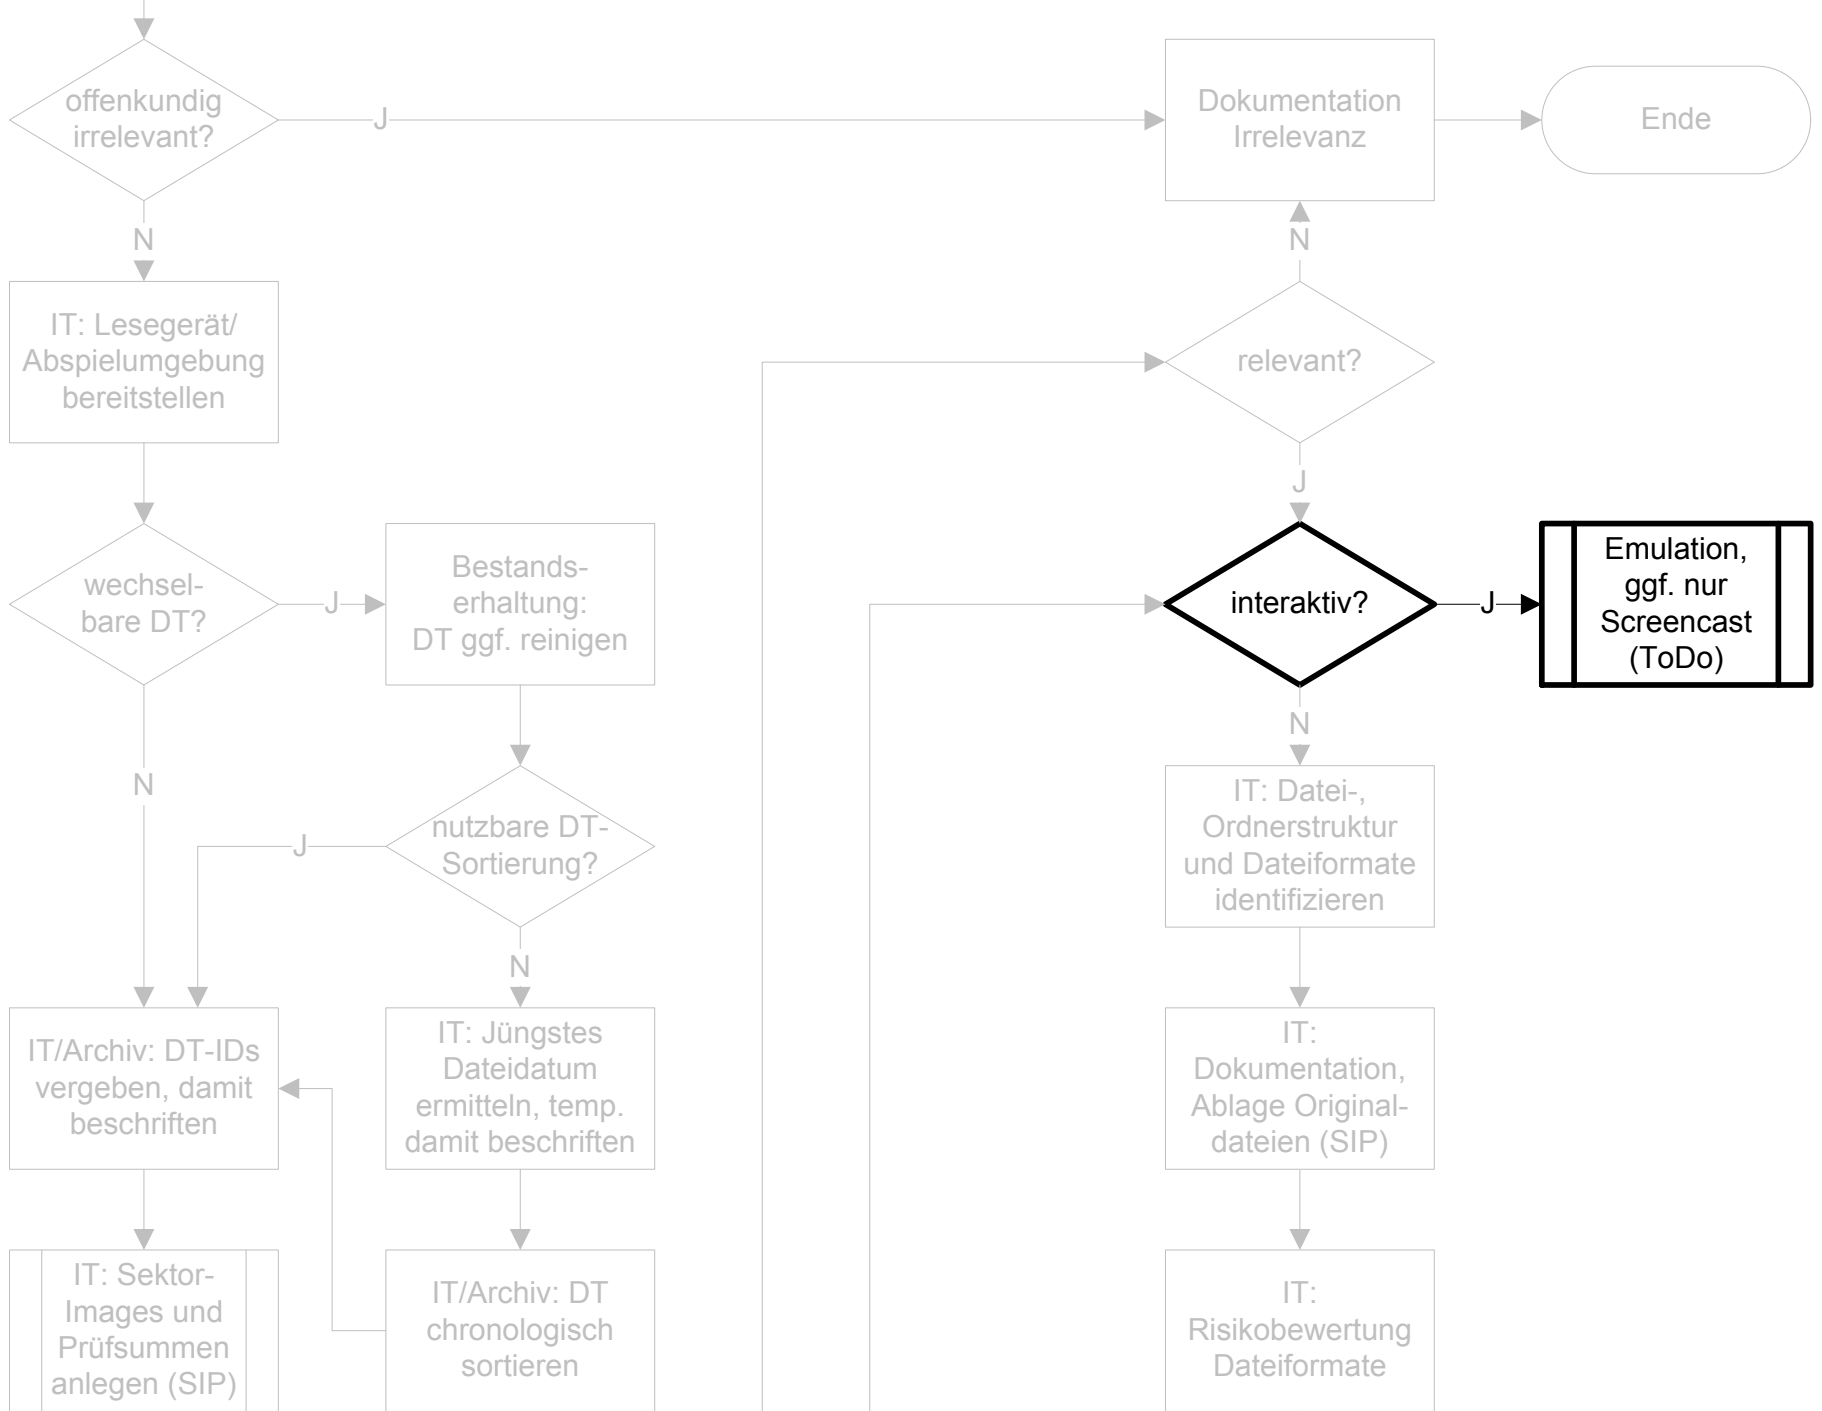 offenkundig
irrelevant?
J
Dokumentation
Irrelevanz
Ende
N
N
IT: Lesegerät/
Abspielumgebung
bereitstellen
relevant?
J
wechsel-
bare DT?
J
Bestands-
erhaltung:
DT ggf. reinigen
interaktiv?
J
Emulation,
ggf. nur
Screencast
(ToDo)
N
N
nutzbare DT-
Sortierung?
J
IT: Datei-,
Ordnerstruktur
und Dateiformate
identifizieren
N
IT/Archiv: DT-IDs
vergeben, damit
beschriften
IT: Jüngstes
Dateidatum
ermitteln, temp.
damit beschriften
IT:
Dokumentation,
Ablage Original-
dateien (SIP)
IT: Sektor-
Images und
Prüfsummen
anlegen (SIP)
IT/Archiv: DT
chronologisch
sortieren
IT:
Risikobewertung
Dateiformate